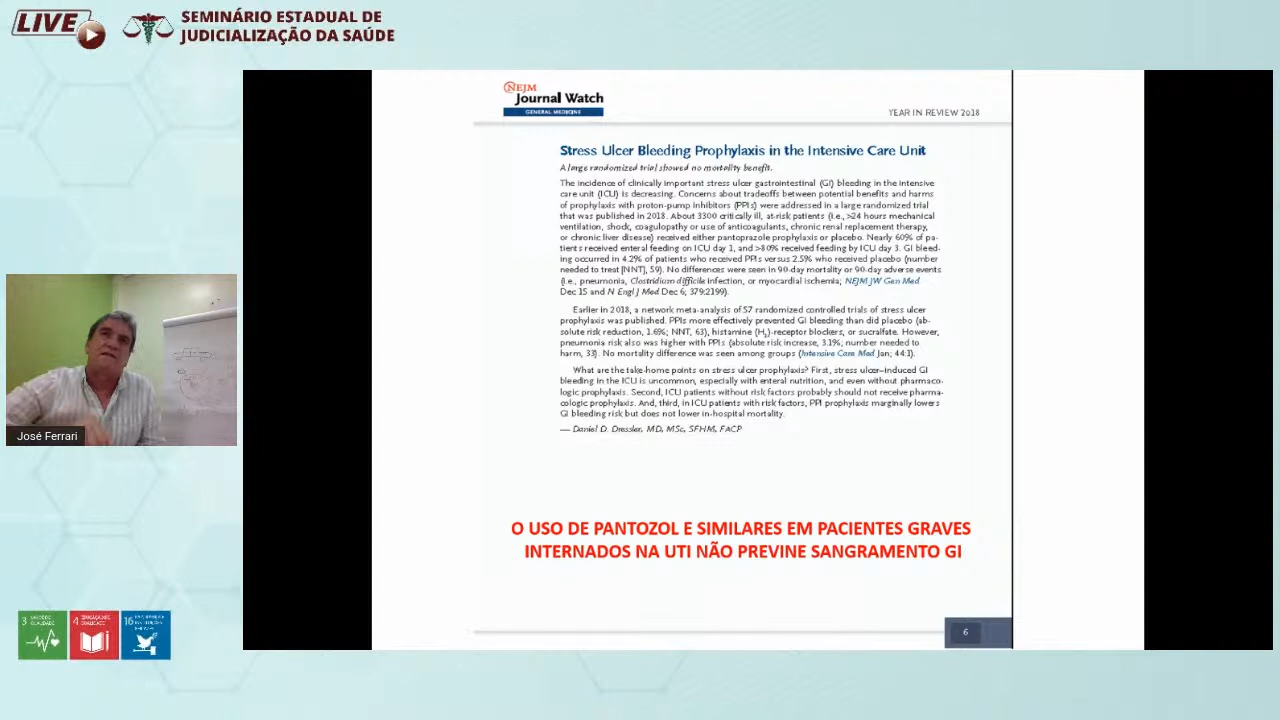 LIVE
SEMINÁRIO ESTADUAL DE
JUDICIALIZAÇÃO DA SAÚDE
NEJM
Journal Watch
GENERAL MEDICINE
YEAR IN REVIEW 2018
Stress Ulcer Bleeding Prophylaxis in the Intensive Care Unit
A large randomized trial showed no mortality benefit.
The incidence of clinically important stress ulcer gastrointestinal (GI) bleeding in the intensive
care unit (ICU) is decreasing. Concerns about tradeoffs between potential benefits and harms
of prophylaxis with proton-pump inhibitors (PPIs) were addressed in a large randomized trial
that was published in 2018. About 3300 critically ill, at-risk patients (i.e., >24 hours mechanical
ventilation, shock, coagulopathy or use of anticoagulants, chronic renal replacement therapy,
or chronic liver disease) received either pantoprazole prophylaxis or placebo. Nearly 60% of pa-
tients received enteral feeding on ICU day 1, and >80% received feeding by ICU day 3. GI bleed-
ing occurred in 4.2% of patients who received PPIs versus 2.5% who received placebo (number
needed to treat [NNT], 59). No differences were seen in 90-day mortality or 90-day adverse events
(i.e., pneumonia, Clostridium difficile infection, or myocardial ischemia; NEJM JW Gen Med
Dec 15 and N Engl J Med Dec 6; 379:2199).
Earlier in 2018, a network meta-analysis of 57 randomized controlled trials of stress ulcer
prophylaxis was published. PPIs more effectively prevented GI bleeding than did placebo (ab-
solute risk reduction, 1.6%; NNT, 63), histamine (H2)-receptor blockers, or sucralfate. However,
pneumonia risk also was higher with PPIs (absolute risk increase, 3.1%; number needed to
harm, 33). No mortality difference was seen among groups (Intensive Care Med Jan; 44:1).
What are the take-home points on stress ulcer prophylaxis? First, stress ulcer–induced GI
bleeding in the ICU is uncommon, especially with enteral nutrition, and even without pharmaco-
logic prophylaxis. Second, ICU patients without risk factors probably should not receive pharma-
cologic prophylaxis. And, third, in ICU patients with risk factors, PPI prophylaxis marginally lowers
GI bleeding risk but does not lower in-hospital mortality.
— Daniel D. Dressler, MD, MSc, SFHM, FACP
O USO DE PANTOZOL E SIMILARES EM PACIENTES GRAVES
INTERNADOS NA UTI NÃO PREVINE SANGRAMENTO GI
6
José Ferrari
3
4
16